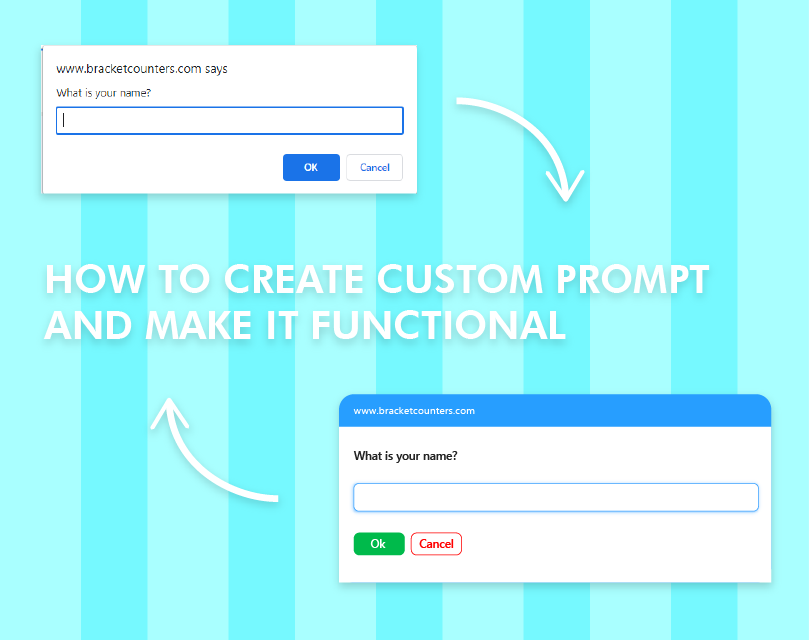 www.bracketcounters.com says
What is your name?
OK
Cancel
HOW TO CREATE CUSTOM PROMPT
AND MAKE IT FUNCTIONAL
www.bracketcounters.com
What is your name?
Ok
Cancel